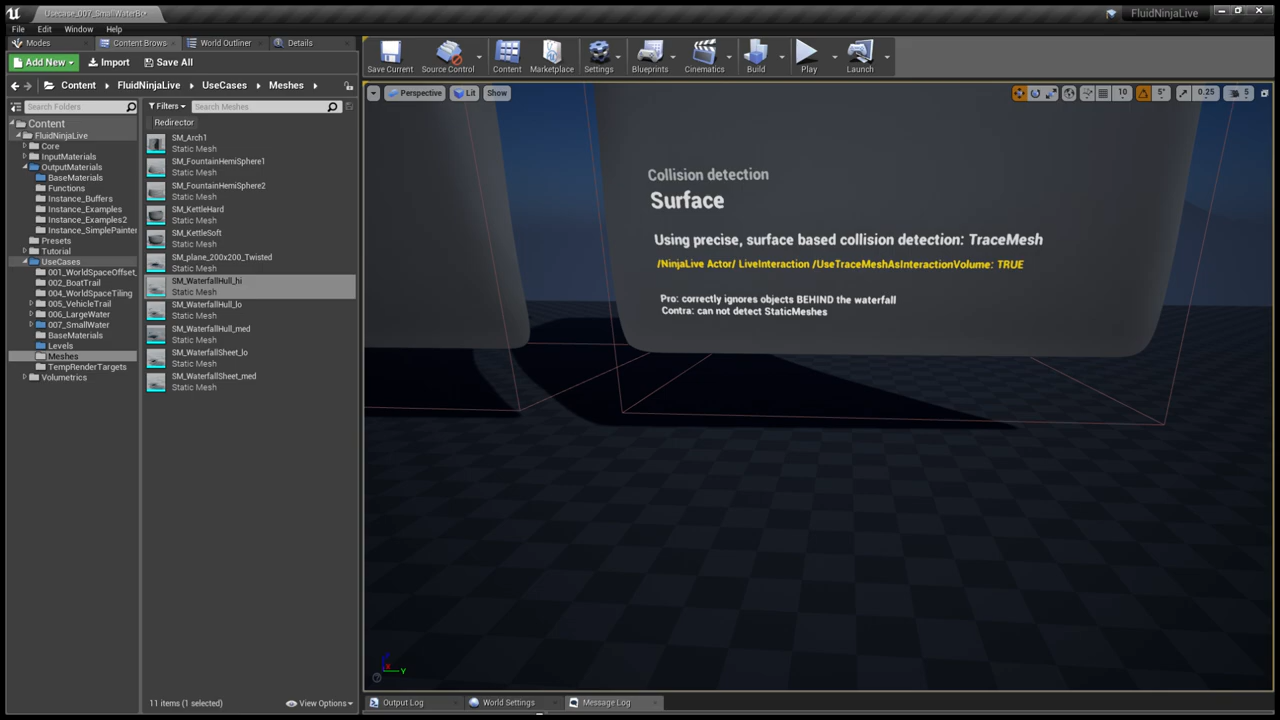 Usecase_007_SmallWaterBo
FluidNinjaLive
File Edit Window Help
Modes
Content Brows
World Outliner
Details
Add New
Import
Save All
Save Current
Source Control
Content
Marketplace
Settings
Blueprints
Cinematics
Build
Play
Launch
Content
FluidNinjaLive
UseCases
Meshes
Search Folders
Filters
Search Meshes
Perspective
Lit
Show
10
5°
0.25
5
Redirector
Content
FluidNinjaLive
Core
InputMaterials
OutputMaterials
BaseMaterials
Functions
Instance_Buffers
Instance_Examples
Instance_Examples2
Instance_SimplePainter
Presets
Tutorial
UseCases
001_WorldSpaceOffset_
002_BoatTrail
004_WorldSpaceTiling
005_VehicleTrail
006_LargeWater
007_SmallWater
BaseMaterials
Levels
Meshes
TempRenderTargets
Volumetrics
SM_Arch1
Static Mesh
SM_FountainHemiSphere1
Static Mesh
SM_FountainHemiSphere2
Static Mesh
SM_KettleHard
Static Mesh
SM_KettleSoft
Static Mesh
SM_plane_200x200_Twisted
Static Mesh
SM_WaterfallHull_hi
Static Mesh
SM_WaterfallHull_lo
Static Mesh
SM_WaterfallHull_med
Static Mesh
SM_WaterfallSheet_lo
Static Mesh
SM_WaterfallSheet_med
Static Mesh
Collision detection
Surface
Using precise, surface based collision detection: TraceMesh
/NinjaLive Actor/ LiveInteraction /UseTraceMeshAsInteractionVolume: TRUE
Pro: correctly ignores objects BEHIND the waterfall
Contra: can not detect StaticMeshes
Z
X
Y
11 items (1 selected)
View Options
Output Log
World Settings
Message Log